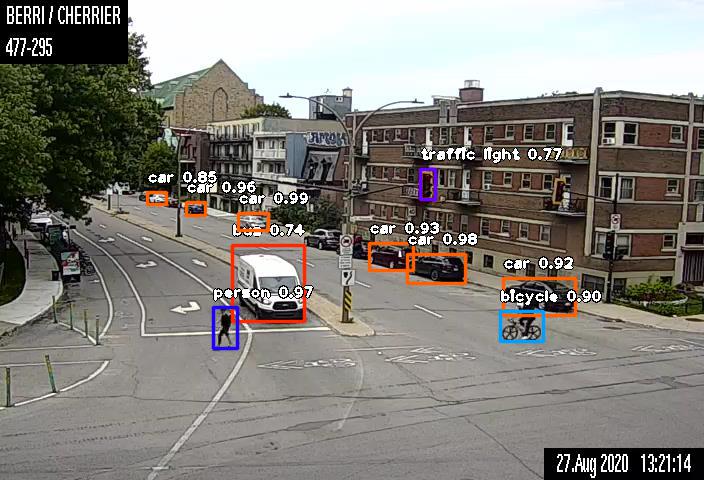 BERRI / CHERRIER
477-295
traffic light 0.77
car 0.85
car 0.96
car 0.99
bus 0.74
car 0.93
car 0.98
car 0.92
person 0.97
bicycle 0.90
27.Aug 2020 13:21:14